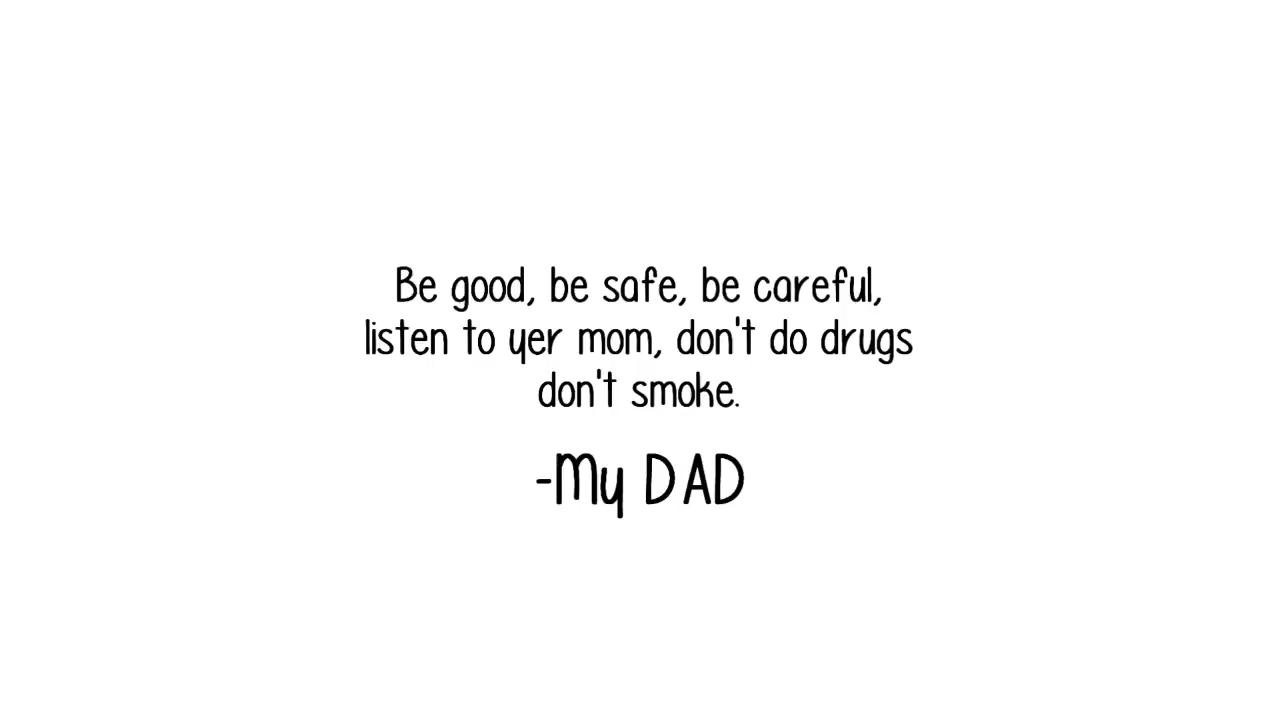 Be good, be safe, be careful,
listen to yer mom, don't do drugs
don't smoke.
-My DAD